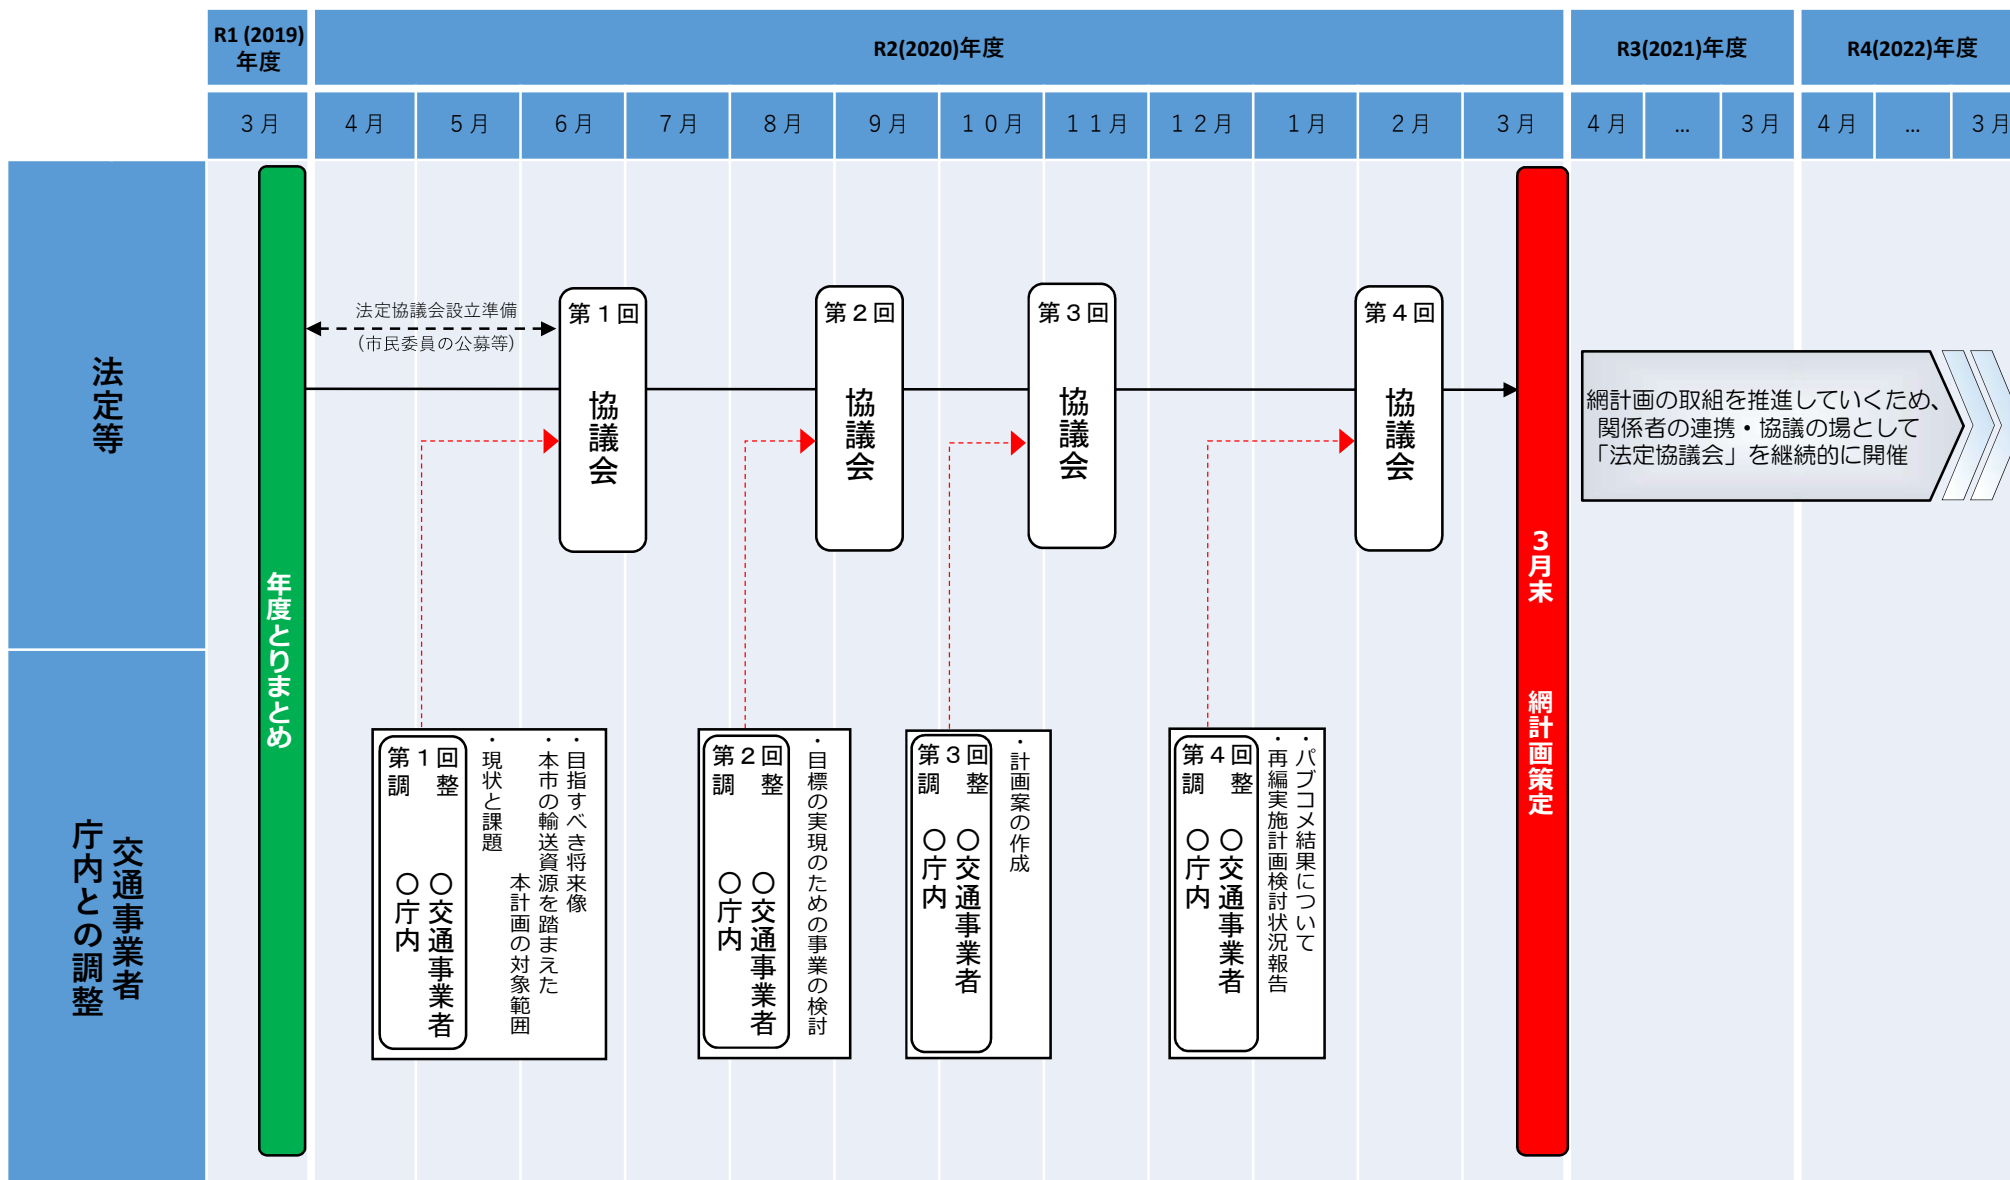 R1 (2019)
年度
R2(2020)年度
R3(2021)年度
R4(2022)年度
3月
4月
5月
6月
7月
8月
9月
10月
11月
12月
1月
2月
3月
4月
...
3月
4月
...
3月
法定等
年度とりまとめ
法定協議会設立準備
(市民委員の公募等)
第1回
協議会
第2回
協議会
第3回
協議会
第4回
協議会
3月末 網計画策定
網計画の取組を推進していくため、
関係者の連携・協議の場として
「法定協議会」を継続的に開催
交通事業者
庁内との調整
第1回
調 整
○交通事業者
○庁内
・目指すべき将来像
・本市の輸送資源を踏まえた
本計画の対象範囲
・現状と課題
第2回
調 整
○交通事業者
○庁内
・目標の実現のための事業の検討
第3回
調 整
○交通事業者
○庁内
・計画案の作成
第4回
調 整
○交通事業者
○庁内
・パブコメ結果について
・再編実施計画検討状況報告